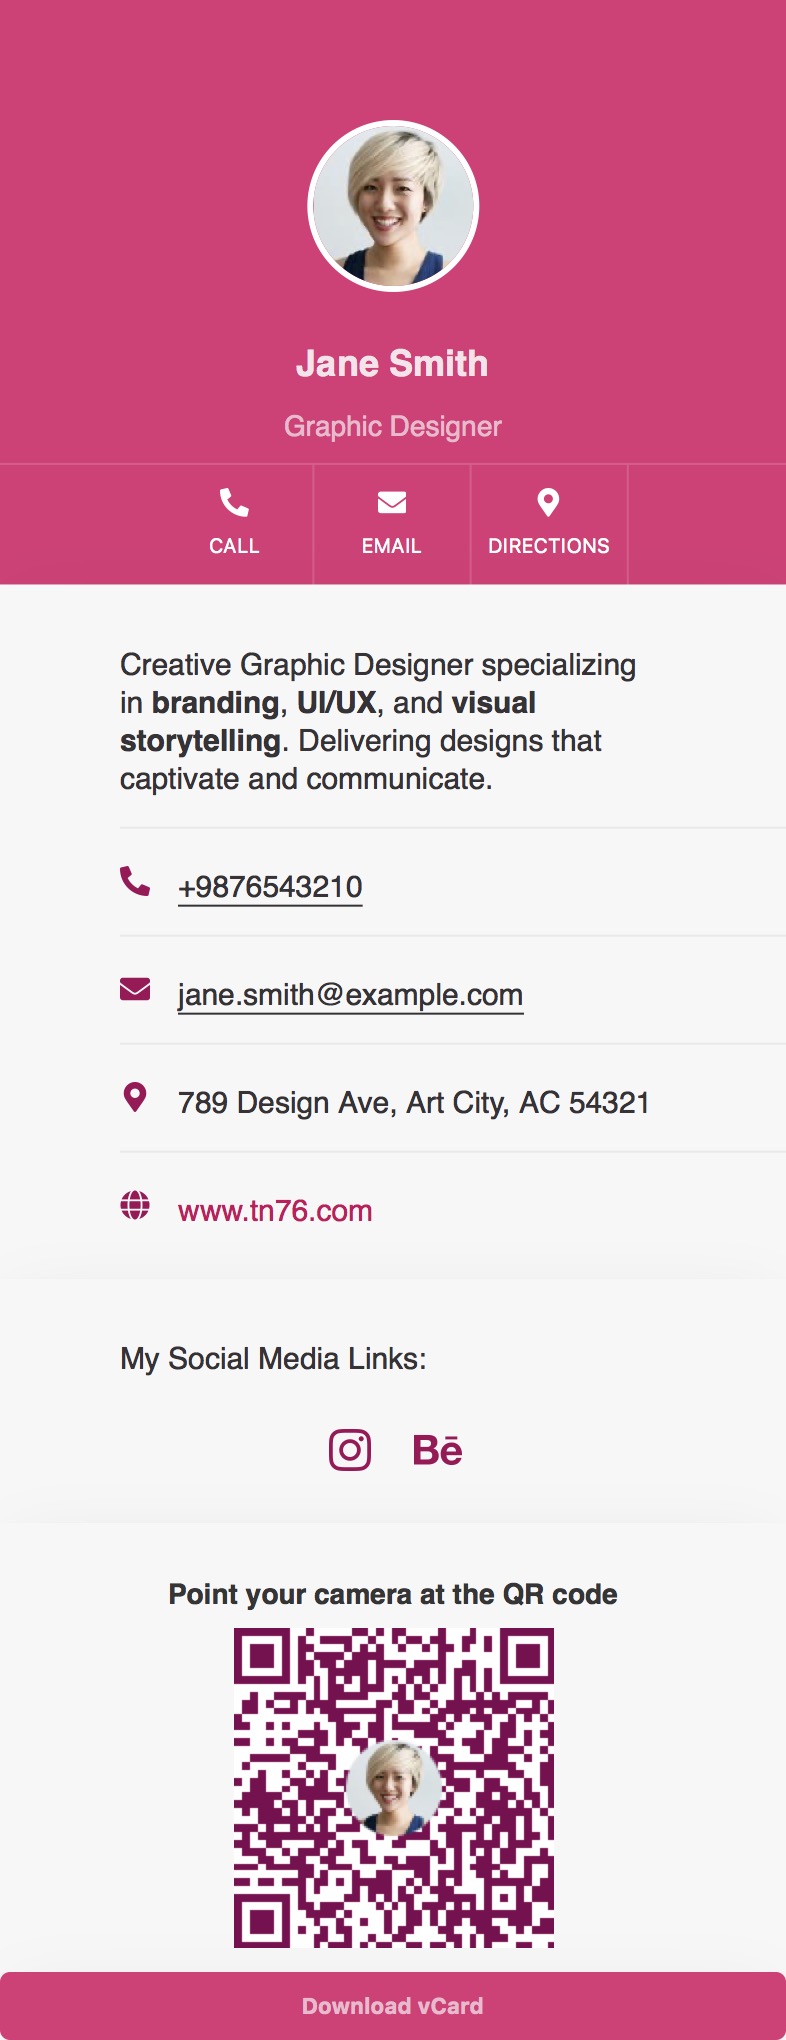 Jane Smith
Graphic Designer
CALL
EMAIL
DIRECTIONS
Creative Graphic Designer specializing
in branding, UI/UX, and visual
storytelling. Delivering designs that
captivate and communicate.
+9876543210
jane.smith@example.com
789 Design Ave, Art City, AC 54321
www.tn76.com
My Social Media Links:
Bē
Point your camera at the QR code
Download vCard